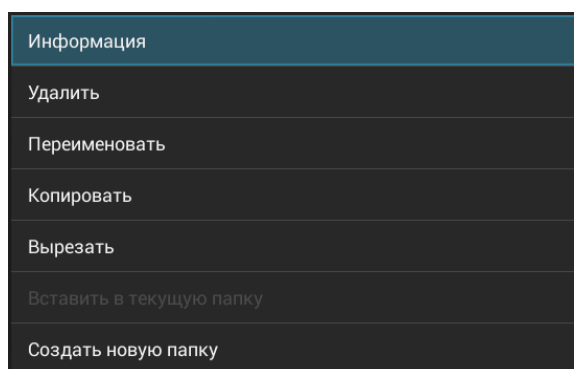 Информация
Удалить
Переименовать
Копировать
Вырезать
Вставить в текущую папку
Создать новую папку